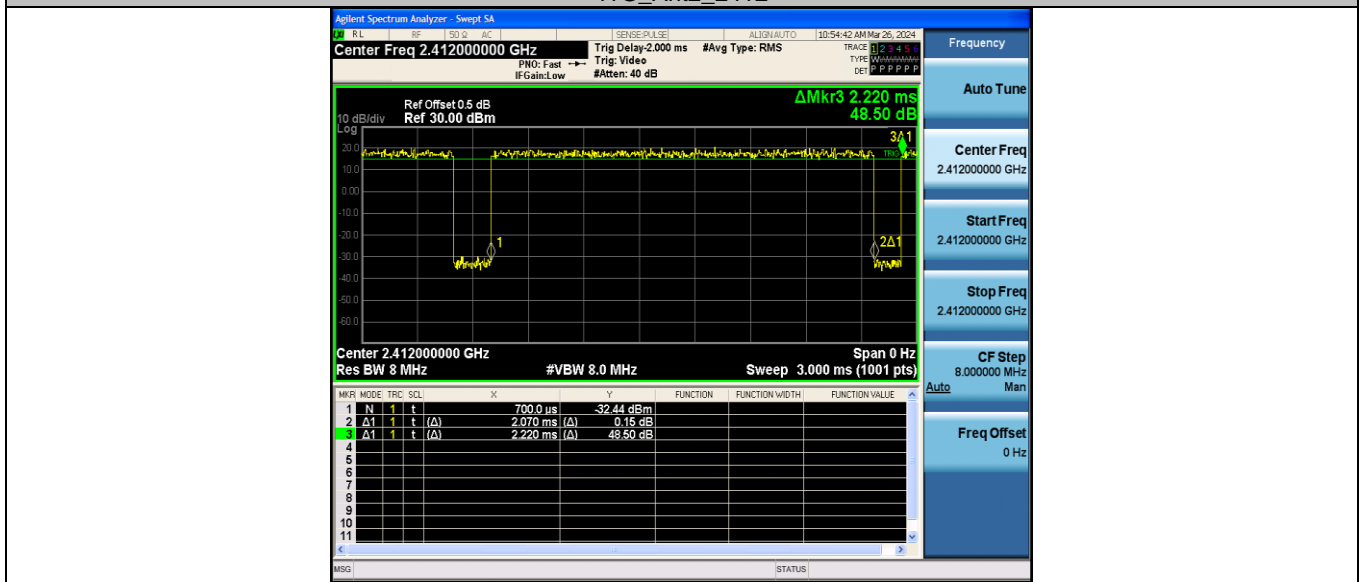 Agilent Spectrum Analyzer - Swept SA
RL RF 50 Ω AC SENSE:PULSE ALIGNAUTO 10:54:42 AM Mar 26, 2024
Center Freq 2.412000000 GHz Trig Delay-2.000 ms #Avg Type: RMS TRACE 1 2 3 4 5 6
PNO: Fast Trig: Video TYPE
IFGain:Low #Atten: 40 dB DET P P P P P P
Frequency
Auto Tune
Center Freq
2.412000000 GHz
Start Freq
2.412000000 GHz
Stop Freq
2.412000000 GHz
CF Step
8.000000 MHz
Auto Man
Freq Offset
0 Hz
ΔMkr3 2.220 ms
48.50 dB
Ref Offset 0.5 dB
10 dB/div Ref 30.00 dBm
Log
20.0
10.0
0.00
-10.0
-20.0
-30.0
-40.0
-50.0
-60.0
3Δ1
TRIG
1
2Δ1
Center 2.412000000 GHz Span 0 Hz
Res BW 8 MHz #VBW 8.0 MHz Sweep 3.000 ms (1001 pts)
MKR MODE TRC SCL X Y FUNCTION FUNCTION WIDTH FUNCTION VALUE
1 N 1 t 700.0 µs -32.44 dBm
2 Δ1 1 t (Δ) 2.070 ms (Δ) 0.15 dB
3 Δ1 1 t (Δ) 2.220 ms (Δ) 48.50 dB
4
5
6
7
8
9
10
11
MSG STATUS